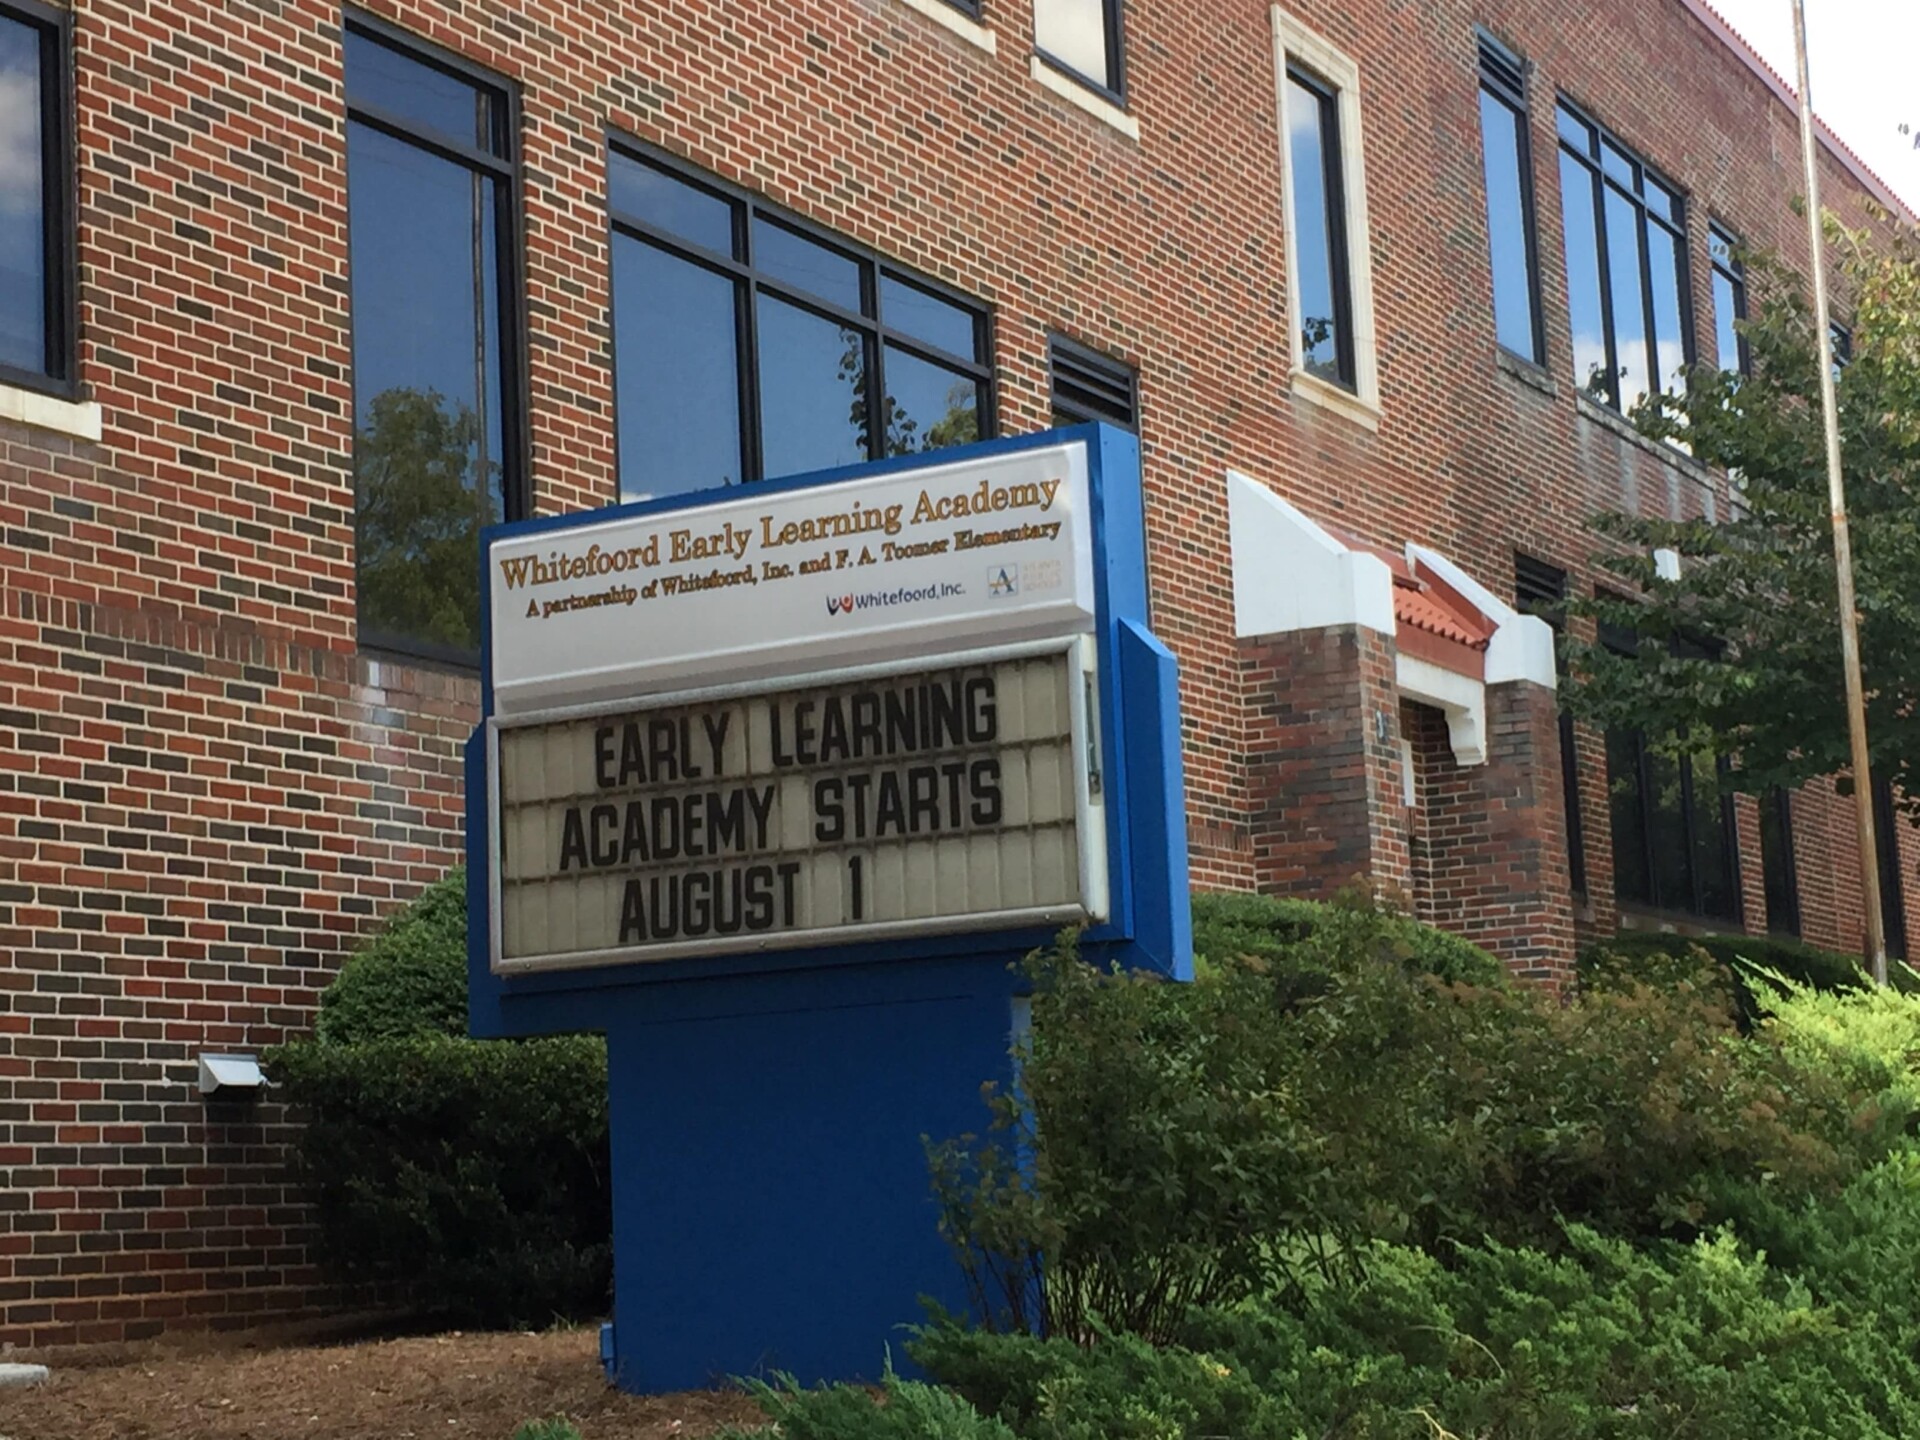 Whitefoord Early Learning Academy
A partnership of Whitefoord, Inc. and F. A. Toomer Elementary
Whitefoord, Inc.
EARLY LEARNING
ACADEMY STARTS
AUGUST 1